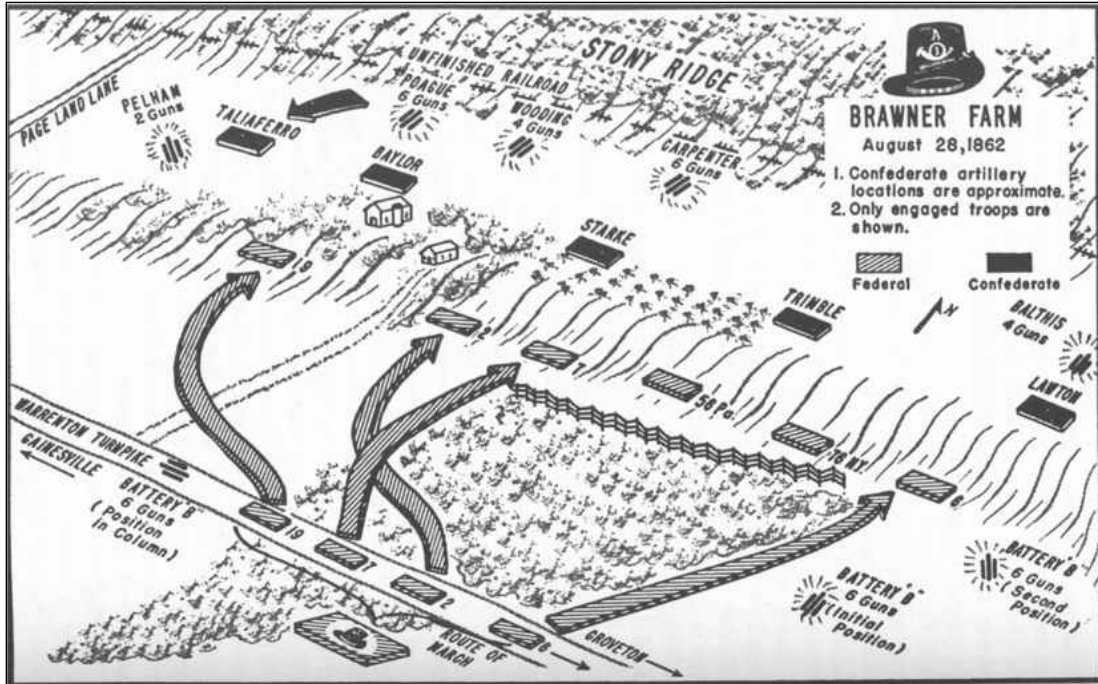 STONY RIDGE
UNFINISHED RAILROAD
PAGE LAND LANE
PELHAM
2 Guns
TALIAFERRO
POAGUE
6 Guns
WOODING
4 Guns
CARPENTER
6 Guns
BAYLOR
STARKE
TRIMBLE
BALTHIS
4 Guns
LAWTON
1
BRAWNER FARM
August 28, 1862
1. Confederate artillery
locations are approximate.
2. Only engaged troops are
shown.
Federal
Confederate
N
19
2
7
56 Pa.
76 NY.
6
WARRENTON TURNPIKE
GAINESVILLE
BATTERY "B"
6 Guns
(Position
In Column)
19
7
2
6
ROUTE OF
MARCH
GROVETON
BATTERY "B"
6 Guns
(Initial
Position)
BATTERY B
6 Guns
(Second
Position)